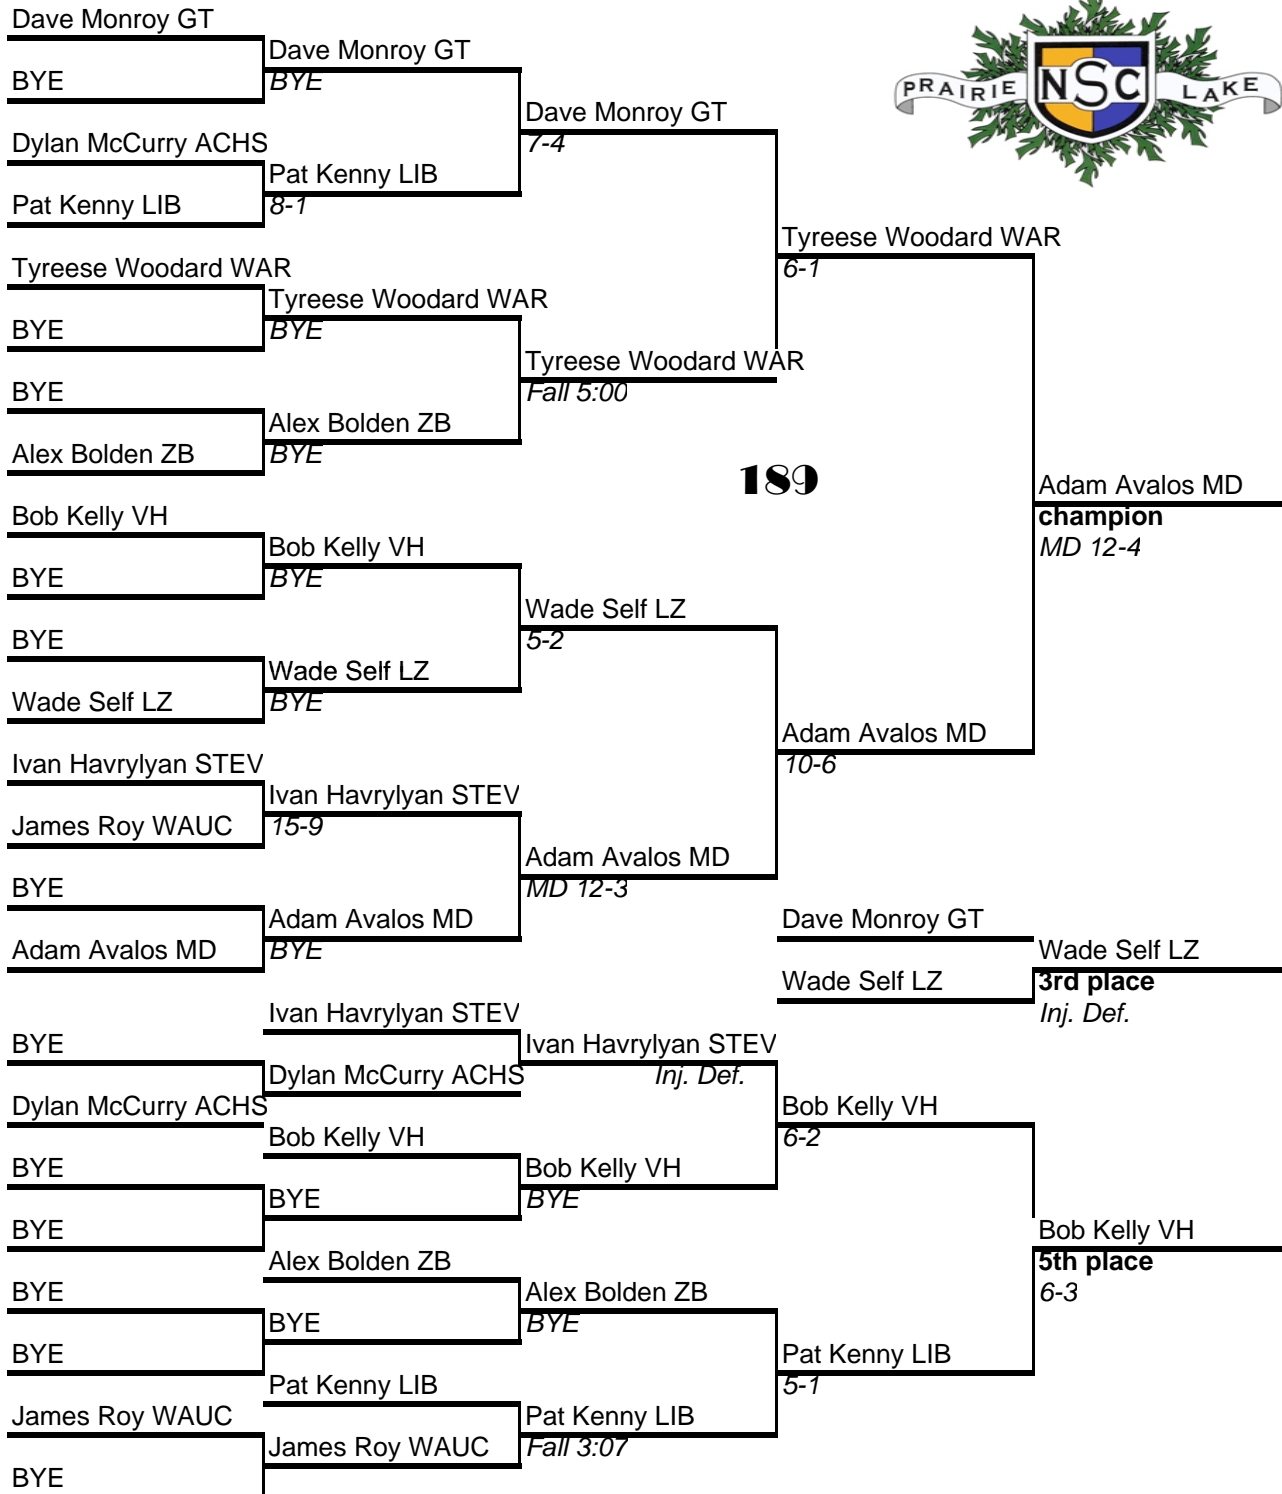 Dave Monroy GT
BYE
Dylan McCurry ACHS
Pat Kenny LIB
Tyreese Woodard WAR
BYE
BYE
Alex Bolden ZB
Bob Kelly VH
BYE
BYE
Wade Self LZ
Ivan Havrylyan STEV
James Roy WAUC
BYE
Adam Avalos MD
BYE
Dylan McCurry ACHS
BYE
BYE
BYE
BYE
James Roy WAUC
BYE
Dave Monroy GT
BYE
Pat Kenny LIB
8-1
Tyreese Woodard WAR
BYE
Alex Bolden ZB
BYE
Bob Kelly VH
BYE
Wade Self LZ
BYE
Ivan Havrylyan STEV
15-9
Adam Avalos MD
BYE
Ivan Havrylyan STEV
Dylan McCurry ACHS
Bob Kelly VH
BYE
Alex Bolden ZB
BYE
Pat Kenny LIB
James Roy WAUC
Dave Monroy GT
7-4
Tyreese Woodard WAR
Fall 5:00
Wade Self LZ
5-2
Adam Avalos MD
MD 12-3
Ivan Havrylyan STEV
Inj. Def.
Bob Kelly VH
BYE
Alex Bolden ZB
BYE
Pat Kenny LIB
Fall 3:07
PRAIRIE NSC LAKE
Tyreese Woodard WAR
6-1
189
Adam Avalos MD
10-6
Dave Monroy GT
Wade Self LZ
Bob Kelly VH
6-2
Pat Kenny LIB
5-1
Adam Avalos MD
champion
MD 12-4
Wade Self LZ
3rd place
Inj. Def.
Bob Kelly VH
5th place
6-3